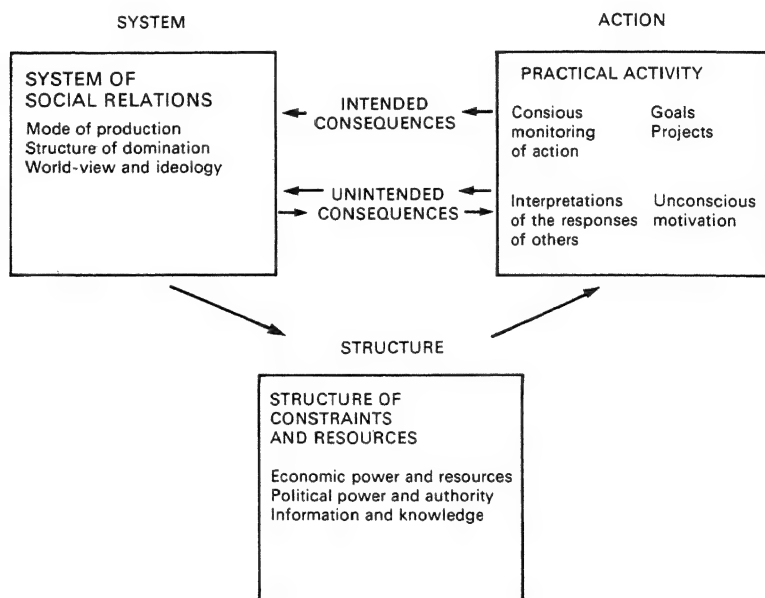 SYSTEM
ACTION
SYSTEM OF
SOCIAL RELATIONS
Mode of production
Structure of domination
World-view and ideology
INTENDED
CONSEQUENCES
UNINTENDED
CONSEQUENCES
PRACTICAL ACTIVITY
Consious
monitoring
of action
Goals
Projects
Interpretations
of the responses
of others
Unconscious
motivation
STRUCTURE
STRUCTURE OF
CONSTRAINTS
AND RESOURCES
Economic power and resources
Political power and authority
Information and knowledge